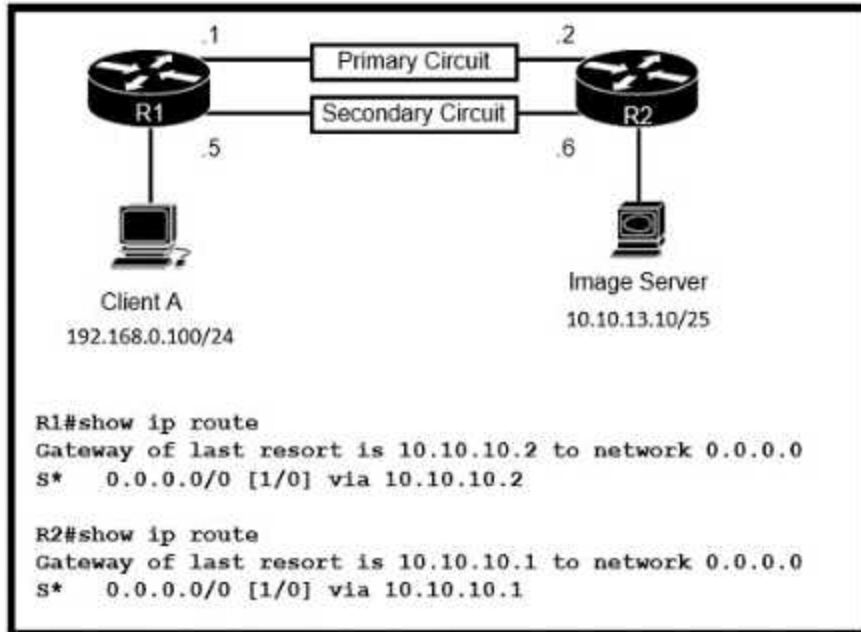 .1
.2
Primary Circuit
R1
Secondary Circuit
R2
.5
.6
Client A
192.168.0.100/24
Image Server
10.10.13.10/25
R1#show ip route
Gateway of last resort is 10.10.10.2 to network 0.0.0.0
S* 0.0.0.0/0 [1/0] via 10.10.10.2
R2#show ip route
Gateway of last resort is 10.10.10.1 to network 0.0.0.0
S* 0.0.0.0/0 [1/0] via 10.10.10.1